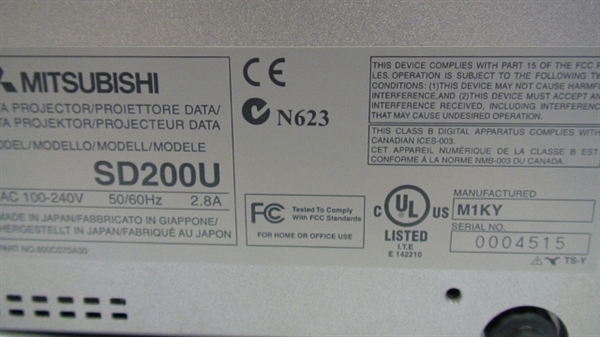 MITSUBISHI
TA PROJECTOR/PROIETTORE DATA/
TA PROJEKTOR/PROJECTEUR DATA
ODEL/MODELLO/MODELL/MODELE
SD200U
AC 100-240V 50/60Hz 2.8A
MADE IN JAPAN/FABBRICATO IN GIAPPONE/
HERGESTELLT IN JAPAN/FABRIQUÉ AU JAPON
PART NO.
CE
N623
FC Tested To Comply
With FCC Standards
FOR HOME OR OFFICE USE
THIS DEVICE COMPLIES WITH PART 15 OF THE FCC
LES. OPERATION IS SUBJECT TO THE FOLLOWING TW
CONDITIONS: (1)THIS DEVICE MAY NOT CAUSE HARMF
INTERFERENCE,AND (2)THIS DEVICE MUST ACCEPT AN
INTERFERENCE RECEIVED, INCLUDING INTERFERENC
THAT MAY CAUSE UNDESIRED OPERATION.
THIS CLASS B DIGITAL APPARATUS COMPLIES WITH
CANADIAN ICES-003.
CET APPAREIL NUMÉRIQUE DE LA CLASSE B EST
CONFORME À LA NORME NMB-003 DU CANADA.
C UL US
LISTED
I.T.E
E 142210
MANUFACTURED
M1KY
SERIAL NO.
0004515
TS-Y